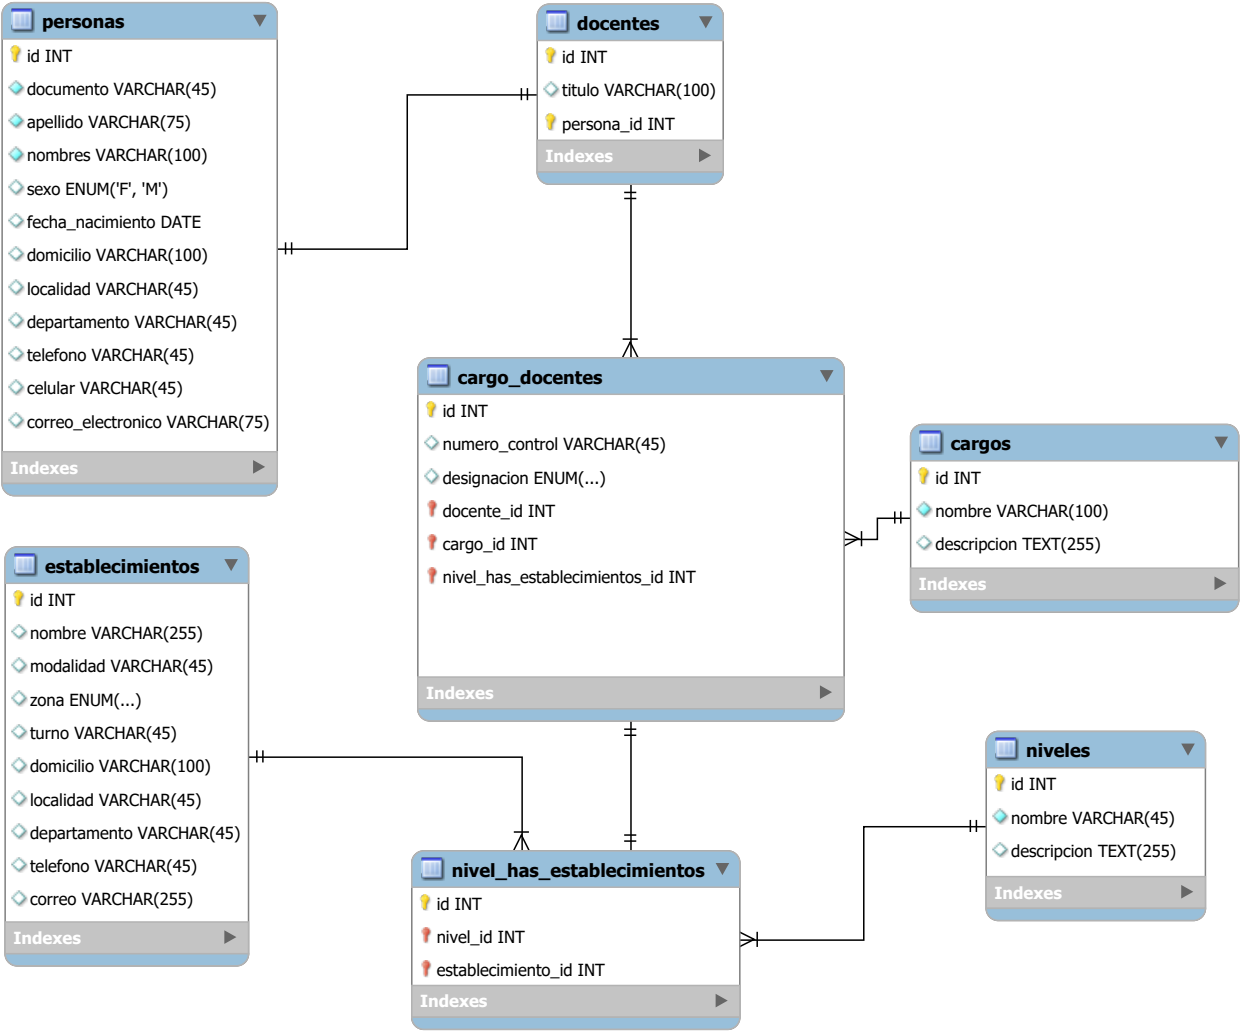 personas
id INT
documento VARCHAR(45)
apellido VARCHAR(75)
nombres VARCHAR(100)
sexo ENUM('F', 'M')
fecha_nacimiento DATE
domicilio VARCHAR(100)
localidad VARCHAR(45)
departamento VARCHAR(45)
telefono VARCHAR(45)
celular VARCHAR(45)
correo_electronico VARCHAR(75)
Indexes
docentes
id INT
titulo VARCHAR(100)
persona_id INT
Indexes
cargo_docentes
id INT
numero_control VARCHAR(45)
designacion ENUM(...)
docente_id INT
cargo_id INT
nivel_has_establecimientos_id INT
Indexes
cargos
id INT
nombre VARCHAR(100)
descripcion TEXT(255)
Indexes
establecimientos
id INT
nombre VARCHAR(255)
modalidad VARCHAR(45)
zona ENUM(...)
turno VARCHAR(45)
domicilio VARCHAR(100)
localidad VARCHAR(45)
departamento VARCHAR(45)
telefono VARCHAR(45)
correo VARCHAR(255)
Indexes
nivel_has_establecimientos
id INT
nivel_id INT
establecimiento_id INT
Indexes
niveles
id INT
nombre VARCHAR(45)
descripcion TEXT(255)
Indexes